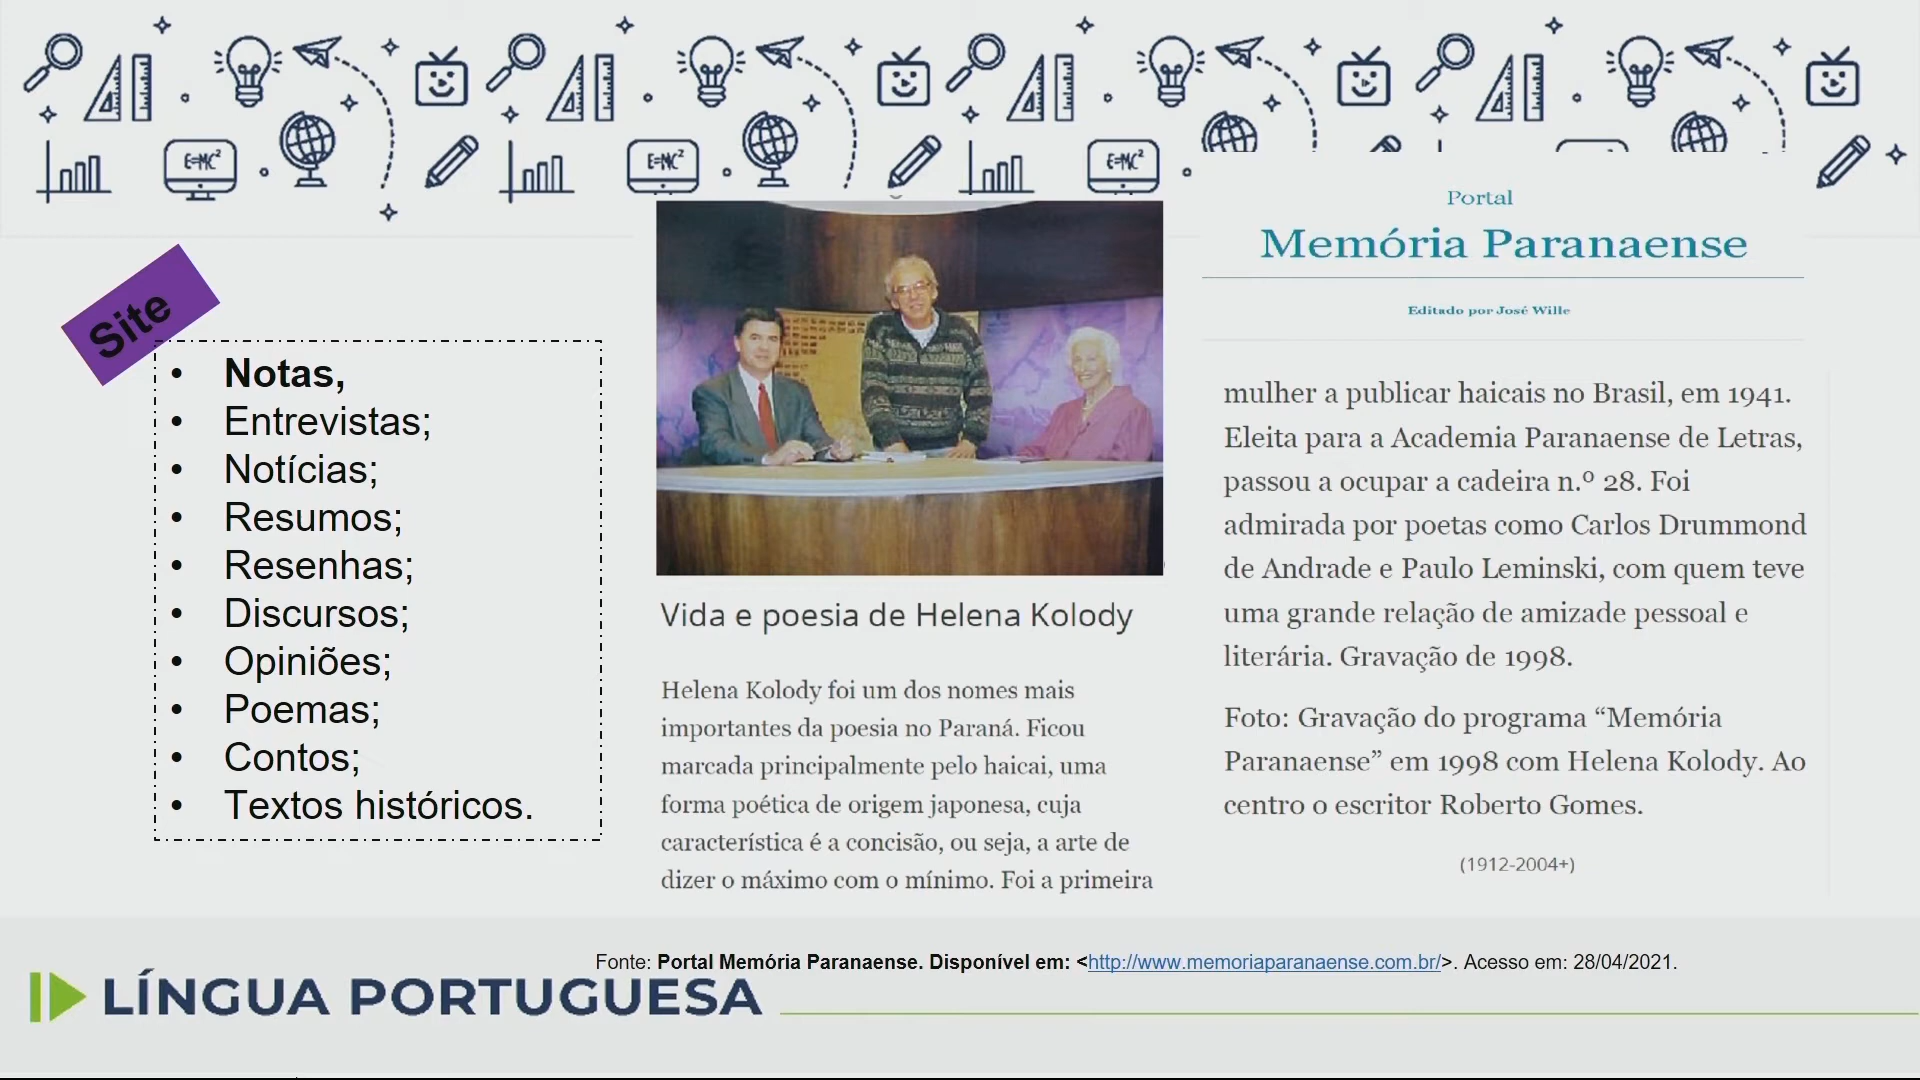 E=MC²
E=MC²
E=MC²
Site
• Notas,
• Entrevistas;
• Notícias;
• Resumos;
• Resenhas;
• Discursos;
• Opiniões;
• Poemas;
• Contos;
• Textos históricos.
Vida e poesia de Helena Kolody
Helena Kolody foi um dos nomes mais
importantes da poesia no Paraná. Ficou
marcada principalmente pelo haicai, uma
forma poética de origem japonesa, cuja
característica é a concisão, ou seja, a arte de
dizer o máximo com o mínimo. Foi a primeira
Portal
Memória Paranaense
Editado por José Wille
mulher a publicar haicais no Brasil, em 1941.
Eleita para a Academia Paranaense de Letras,
passou a ocupar a cadeira n.º 28. Foi
admirada por poetas como Carlos Drummond
de Andrade e Paulo Leminski, com quem teve
uma grande relação de amizade pessoal e
literária. Gravação de 1998.
Foto: Gravação do programa “Memória
Paranaense” em 1998 com Helena Kolody. Ao
centro o escritor Roberto Gomes.
(1912-2004+)
Fonte: Portal Memória Paranaense. Disponível em: <http://www.memoriaparanaense.com.br/>. Acesso em: 28/04/2021.
LÍNGUA PORTUGUESA